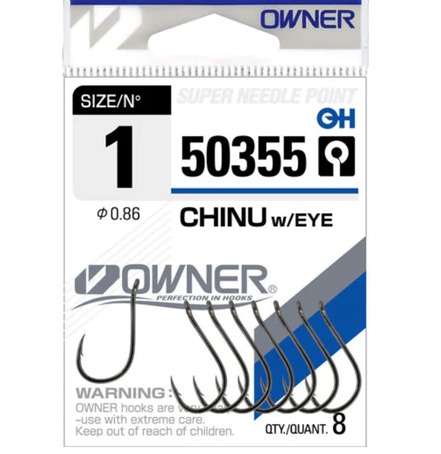 OWNER
SIZE/Nº
SUPER NEEDLE POINT
1
50355
φ 0.86
CHINU w/EYE
OWNER®
PERFECTION IN HOOKS
WARNING:
OWNER hooks are
–use with extreme care.
Keep out of reach of children.
QTY./QUANT. 8